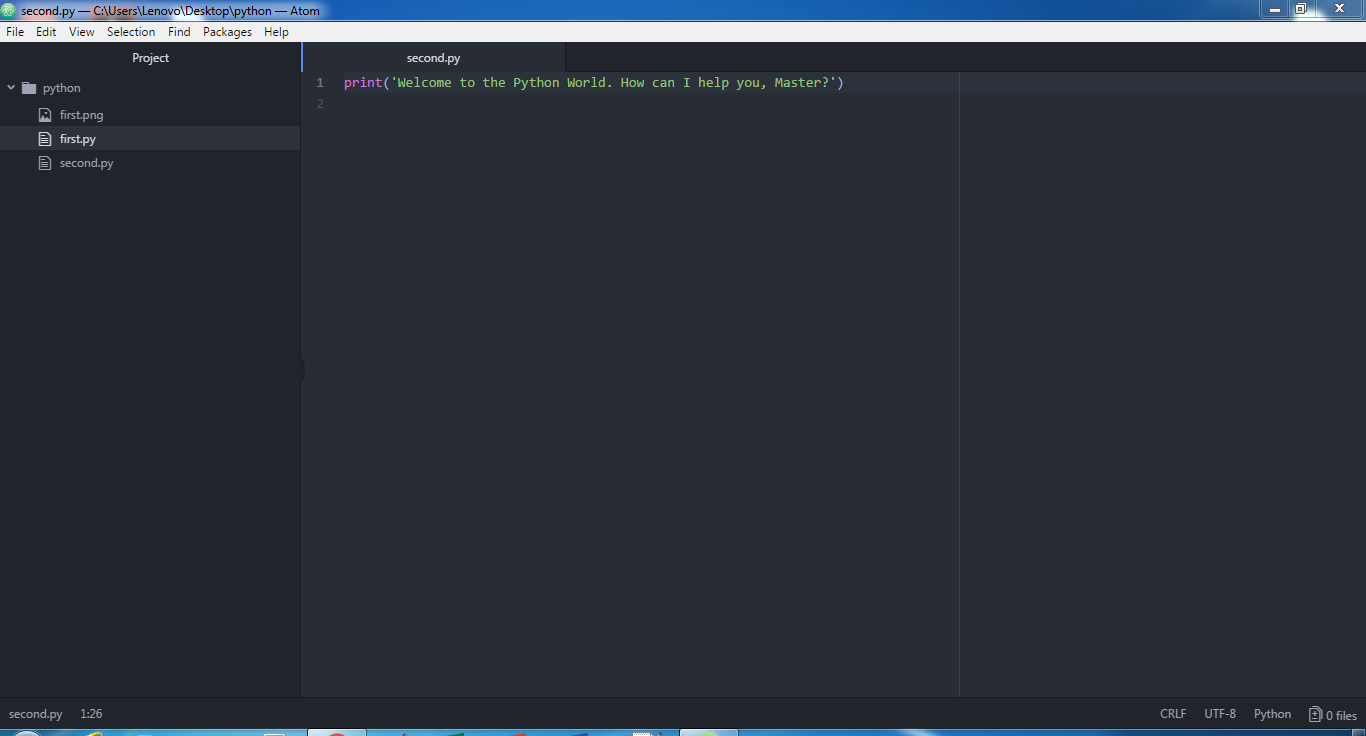 second.py — C:\Users\Lenovo\Desktop\python — Atom
File Edit View Selection Find Packages Help
Project
second.py
python
first.png
first.py
second.py
1 print('Welcome to the Python World. How can I help you, Master?')
2
second.py 1:26 CRLF UTF-8 Python 0 files